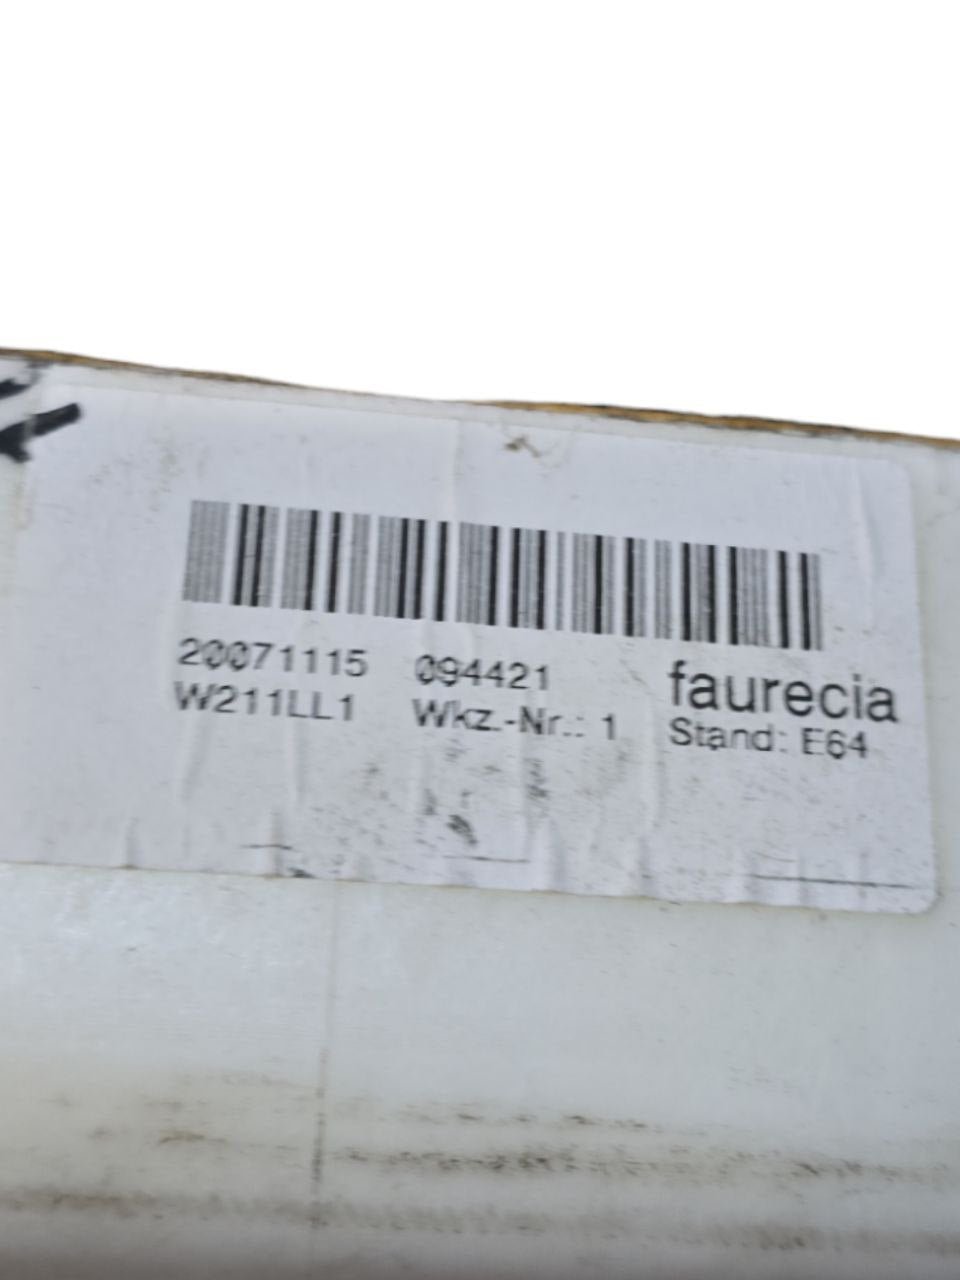 20071115 094421 faurecia
W211LL1 Wkz.-Nr.: 1 Stand: E64